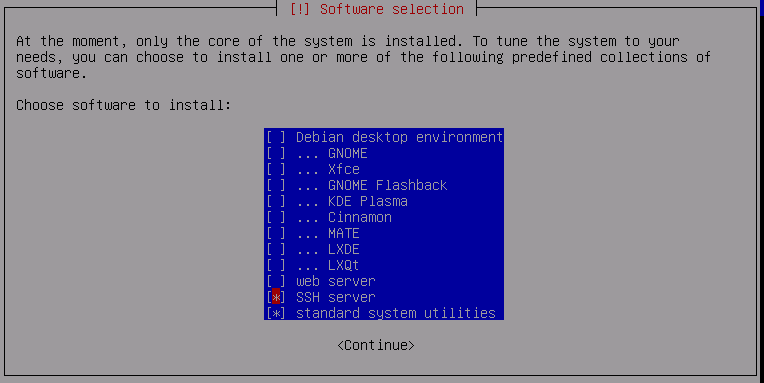 [!] Software selection
At the moment, only the core of the system is installed. To tune the system to your
needs, you can choose to install one or more of the following predefined collections of
software.
Choose software to install:
[ ] Debian desktop environment
[ ] ... GNOME
[ ] ... Xfce
[ ] ... GNOME Flashback
[ ] ... KDE Plasma
[ ] ... Cinnamon
[ ] ... MATE
[ ] ... LXDE
[ ] ... LXQt
[ ] web server
[*] SSH server
[*] standard system utilities
<Continue>